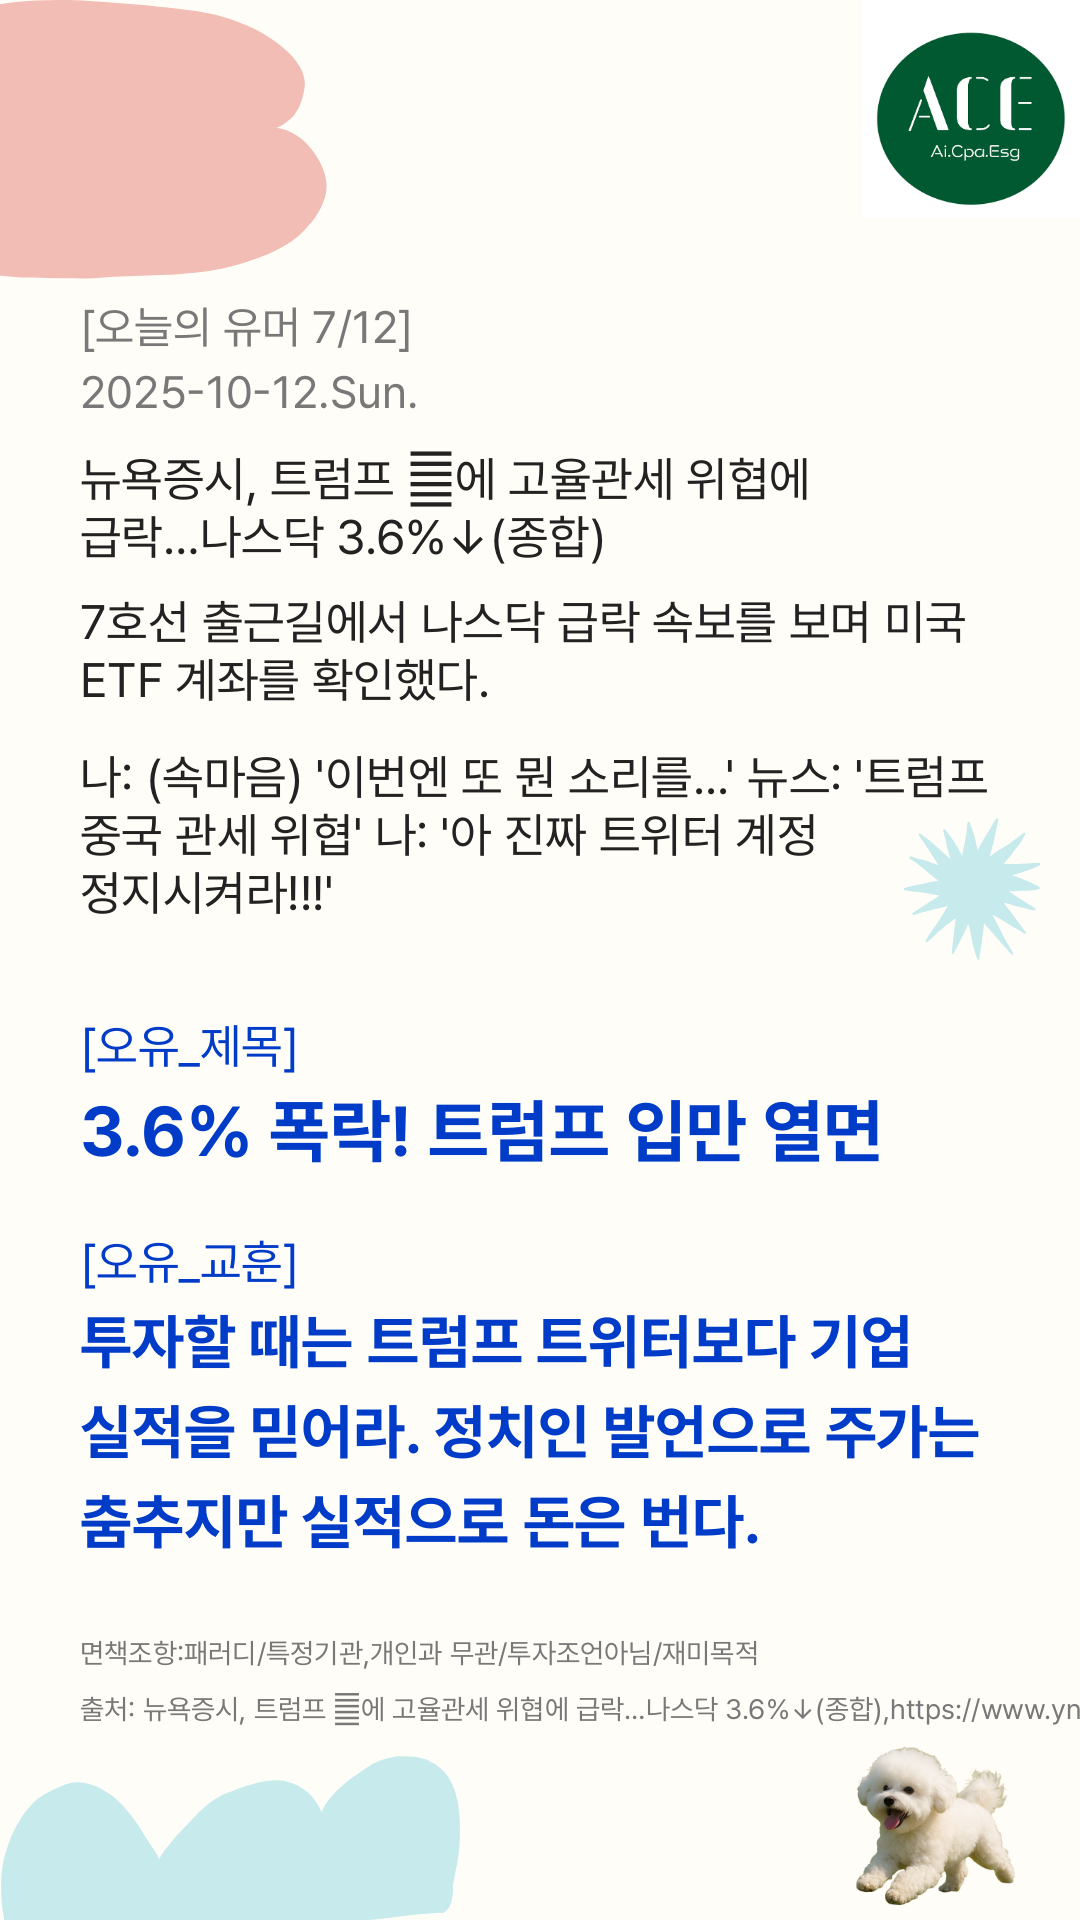 ACE
Ai.Cpa.Esg
[오늘의 유머 7/12]
2025-10-12.Sun.
뉴욕증시, 트럼프 에 고율관세 위협에
급락…나스닥 3.6%↓(종합)
7호선 출근길에서 나스닥 급락 속보를 보며 미국
ETF 계좌를 확인했다.
나: (속마음) '이번엔 또 뭔 소리를...' 뉴스: '트럼프
중국 관세 위협' 나: '아 진짜 트위터 계정
정지시켜라!!!'
[오유_제목]
3.6% 폭락! 트럼프 입만 열면
[오유_교훈]
투자할 때는 트럼프 트위터보다 기업
실적을 믿어라. 정치인 발언으로 주가는
춤추지만 실적으로 돈은 번다.
면책조항:패러디/특정기관,개인과 무관/투자조언아님/재미목적
출처: 뉴욕증시, 트럼프 에 고율관세 위협에 급락…나스닥 3.6%↓(종합),https://www.yn